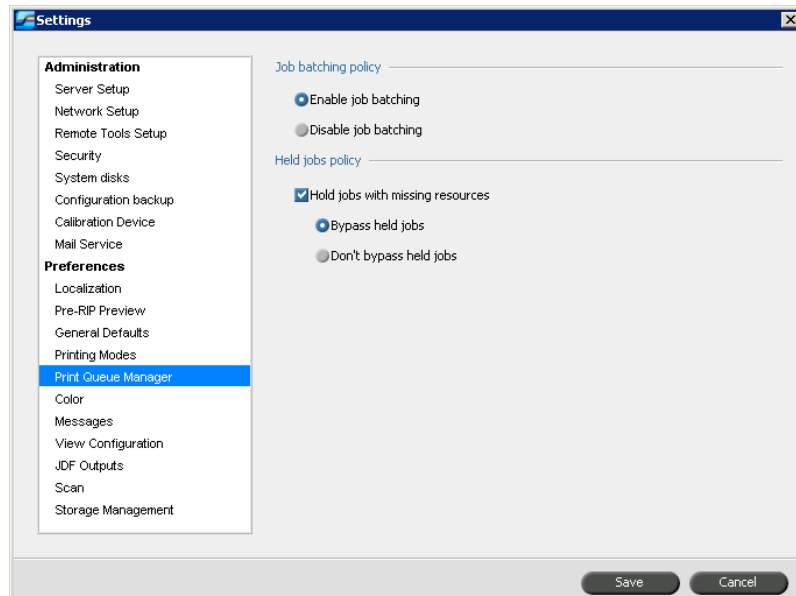 Settings
Administration
Server Setup
Network Setup
Remote Tools Setup
Security
System disks
Configuration backup
Calibration Device
Mail Service
Preferences
Localization
Pre-RIP Preview
General Defaults
Printing Modes
Print Queue Manager
Color
Messages
View Configuration
JDF Outputs
Scan
Storage Management
Job batching policy
Enable job batching
Disable job batching
Held jobs policy
Hold jobs with missing resources
Bypass held jobs
Don't bypass held jobs
Save
Cancel